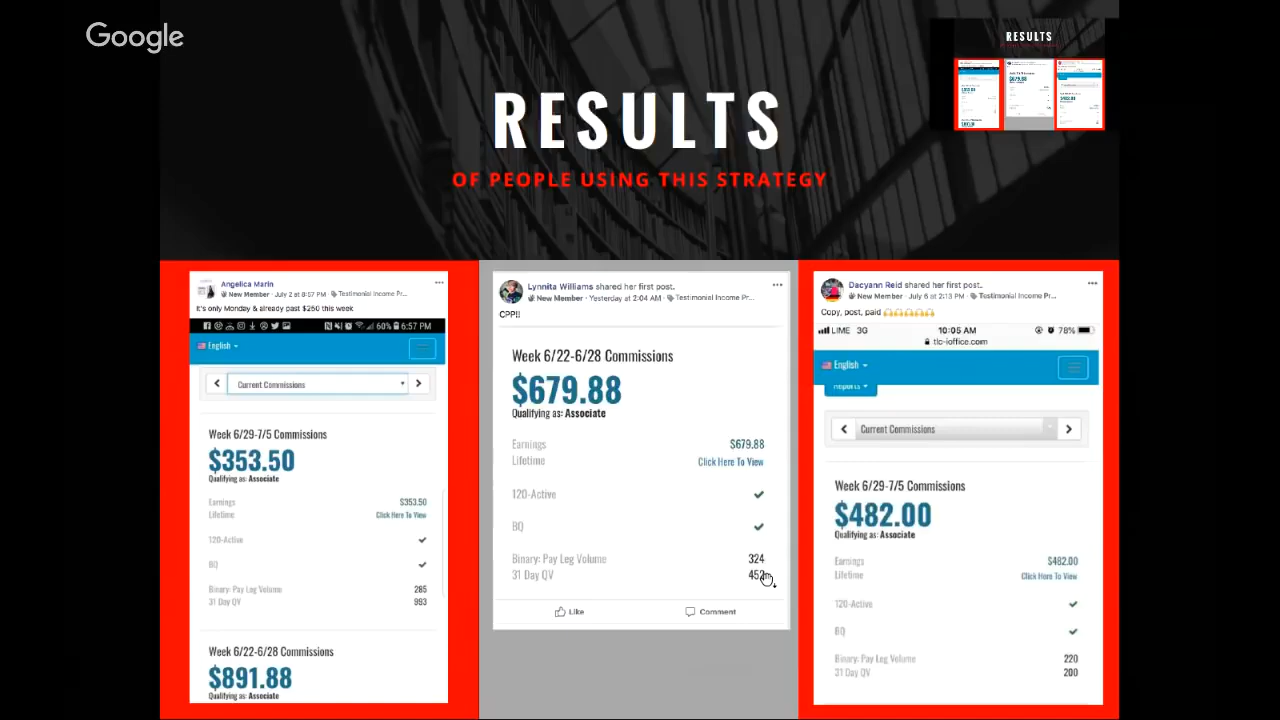 Google
RESULTS
OF PEOPLE USING THIS STRATEGY
RESULTS
$679.88
Angelica Marin
New Member · July 2 at 8:57 PM · Testimonial Income Pr...
It's only Monday & already past $250 this week
60% 6:57 PM
English
Current Commissions
Week 6/29-7/5 Commissions
$353.50
Qualifying as: Associate
Earnings $353.50
Lifetime Click Here To View
120-Active
BQ
Binary: Pay Leg Volume 265
31 Day QV 993
Week 6/22-6/28 Commissions
$891.88
Qualifying as: Associate
Lynnita Williams shared her first post.
New Member · Yesterday at 2:04 AM · Testimonial Income Pr...
CPP!!
Week 6/22-6/28 Commissions
$679.88
Qualifying as: Associate
Earnings $679.88
Lifetime Click Here To View
120-Active
BQ
Binary: Pay Leg Volume 324
31 Day QV 452
Like Comment
Dacyann Reid shared her first post.
New Member · July 6 at 2:13 PM · Testimonial Income Pr...
Copy, post, paid 🙌🙌🙌🙌🙌
LIME 3G 10:05 AM 78%
tlc-ioffice.com
English
Reports
Current Commissions
Week 6/29-7/5 Commissions
$482.00
Qualifying as: Associate
Earnings $482.00
Lifetime Click Here To View
120-Active
BQ
Binary: Pay Leg Volume 220
31 Day QV 200